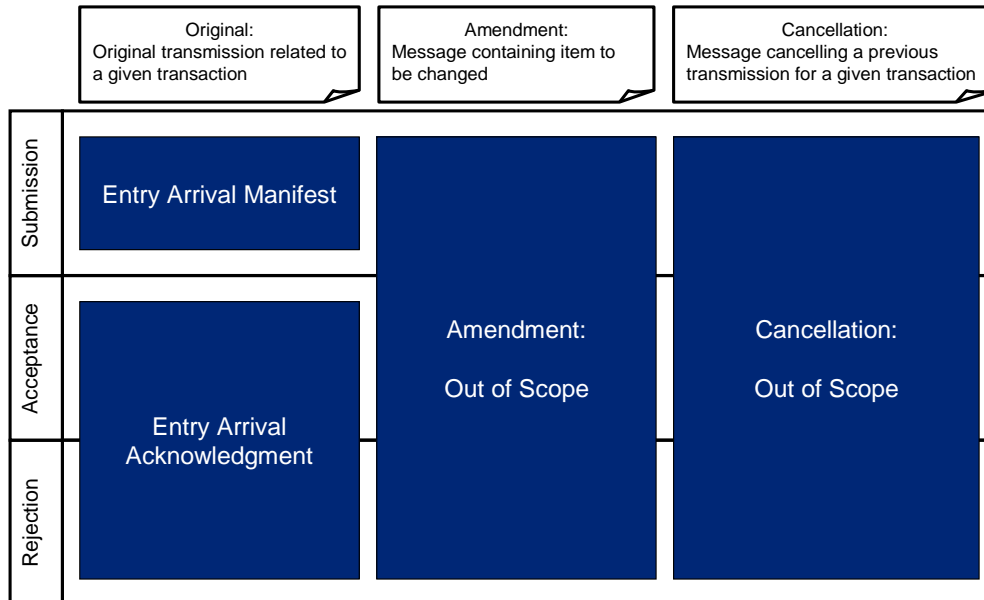 Original:
Original transmission related to
a given transaction
Amendment:
Message containing item to
be changed
Cancellation:
Message cancelling a previous
transmission for a given transaction
Submission
Entry Arrival Manifest
Acceptance
Entry Arrival
Acknowledgment
Amendment:
Out of Scope
Cancellation:
Out of Scope
Rejection